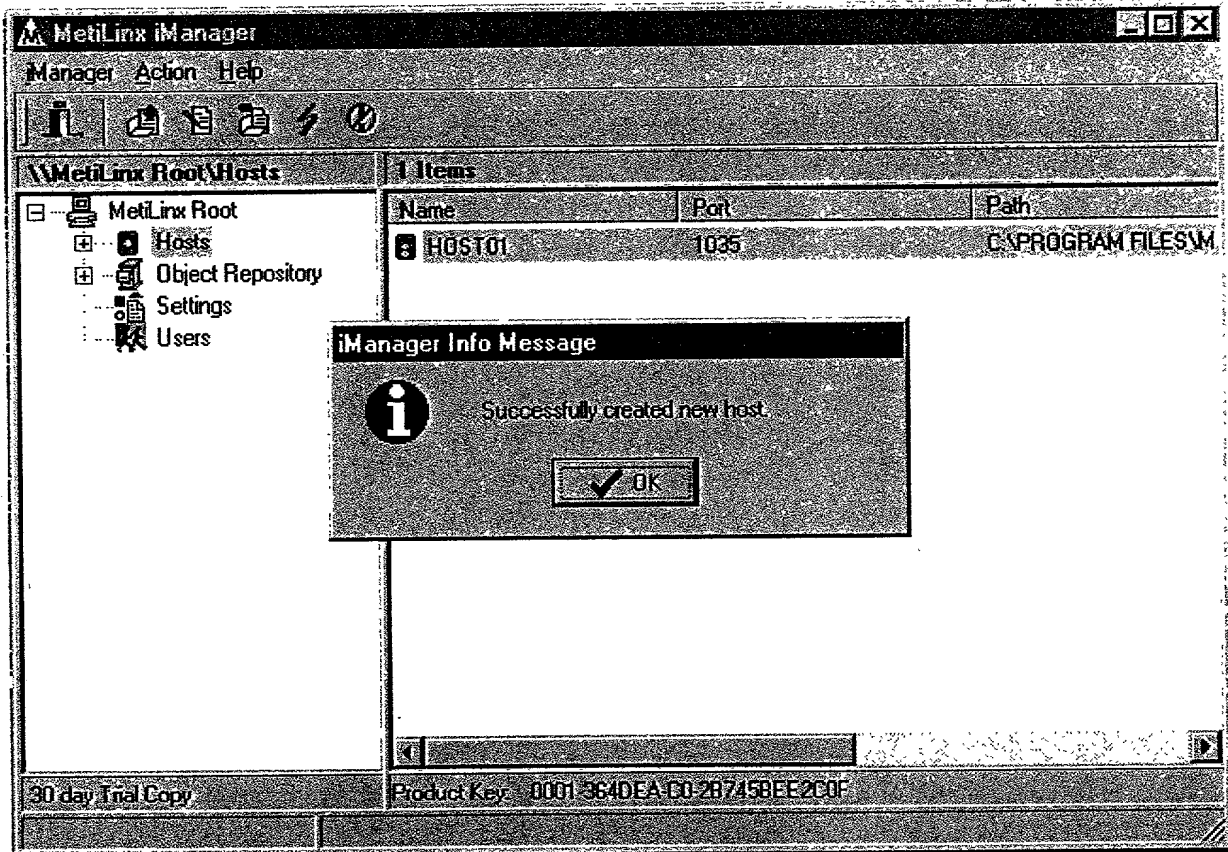 MetiLinx iManager
iManager Action Help
\\MetiLinx Root\Hosts
1 Items
MetiLinx Root
Hosts
Object Repository
Settings
Users
Name Port Path
HOST01 1035 C:\PROGRAM FILES\M
iManager Info Message
Successfully created new host.
OK
30 day Trial Copy
Product Key: 0001-364DEA-C0-2B745BEE2C0F